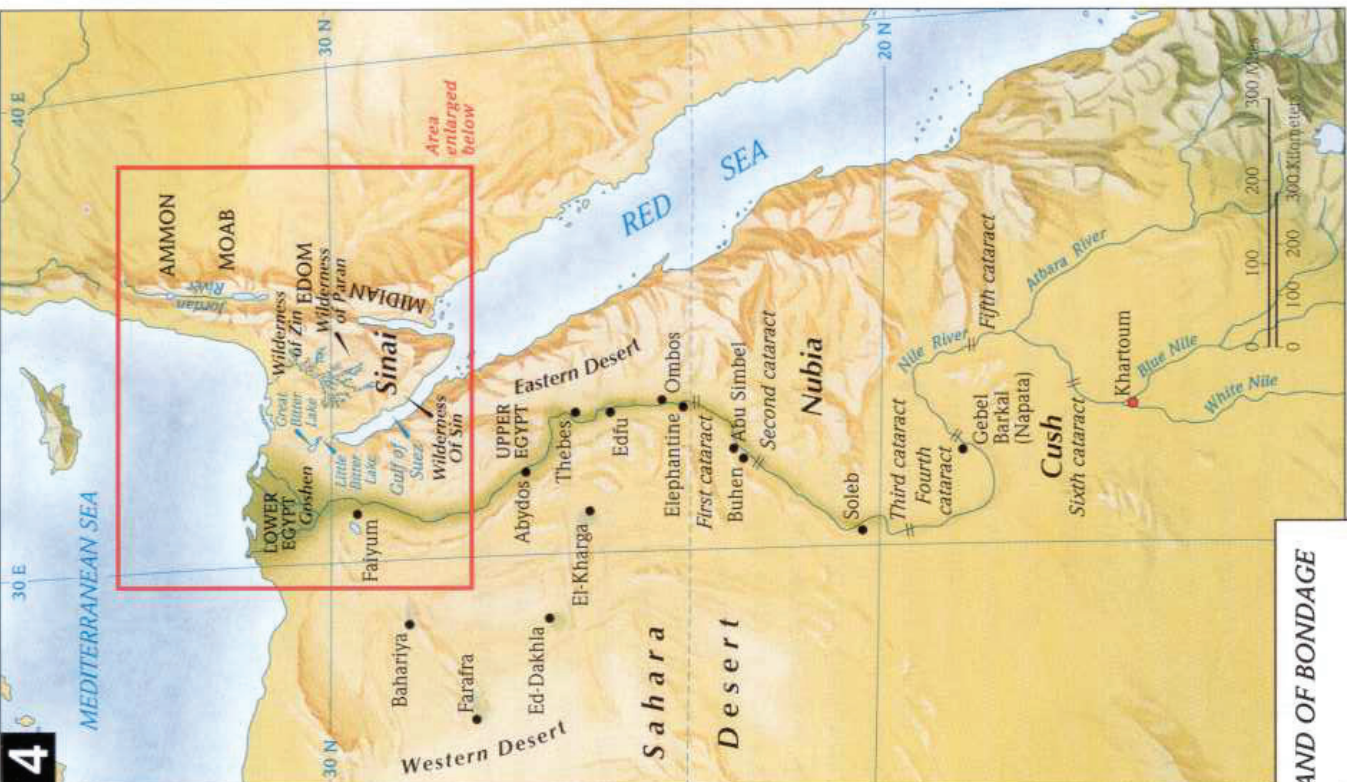 4
30 E
40 E
MEDITERRANEAN SEA
AMMON
MOAB
Jordan
River
Wilderness
of Zin
EDOM
Wilderness
of Paran
MIDIAN
Sinai
Great
Bitter
Lake
Little
Bitter
Lake
Gulf of
Suez
Wilderness
Of Sin
LOWER
EGYPT
Goshen
Faiyum
Area
enlarged
below
30 N
30 N
Bahariya
Farafra
Western Desert
Ed-Dakhla
El-Kharga
Abydos
UPPER
EGYPT
Thebes
Edfu
Eastern Desert
Ombos
Elephantine
First cataract
Buhen
Abu Simbel
Second cataract
RED SEA
Sahara
Desert
Nubia
Soleb
20 N
Third cataract
Fourth
cataract
Nile River
Fifth cataract
Atbara River
Gebel
Barkal
(Napata)
Cush
Sixth cataract
Khartoum
Blue Nile
White Nile
0 100 200 300 Miles
0 100 200 300 Kilometers
AND OF BONDAGE